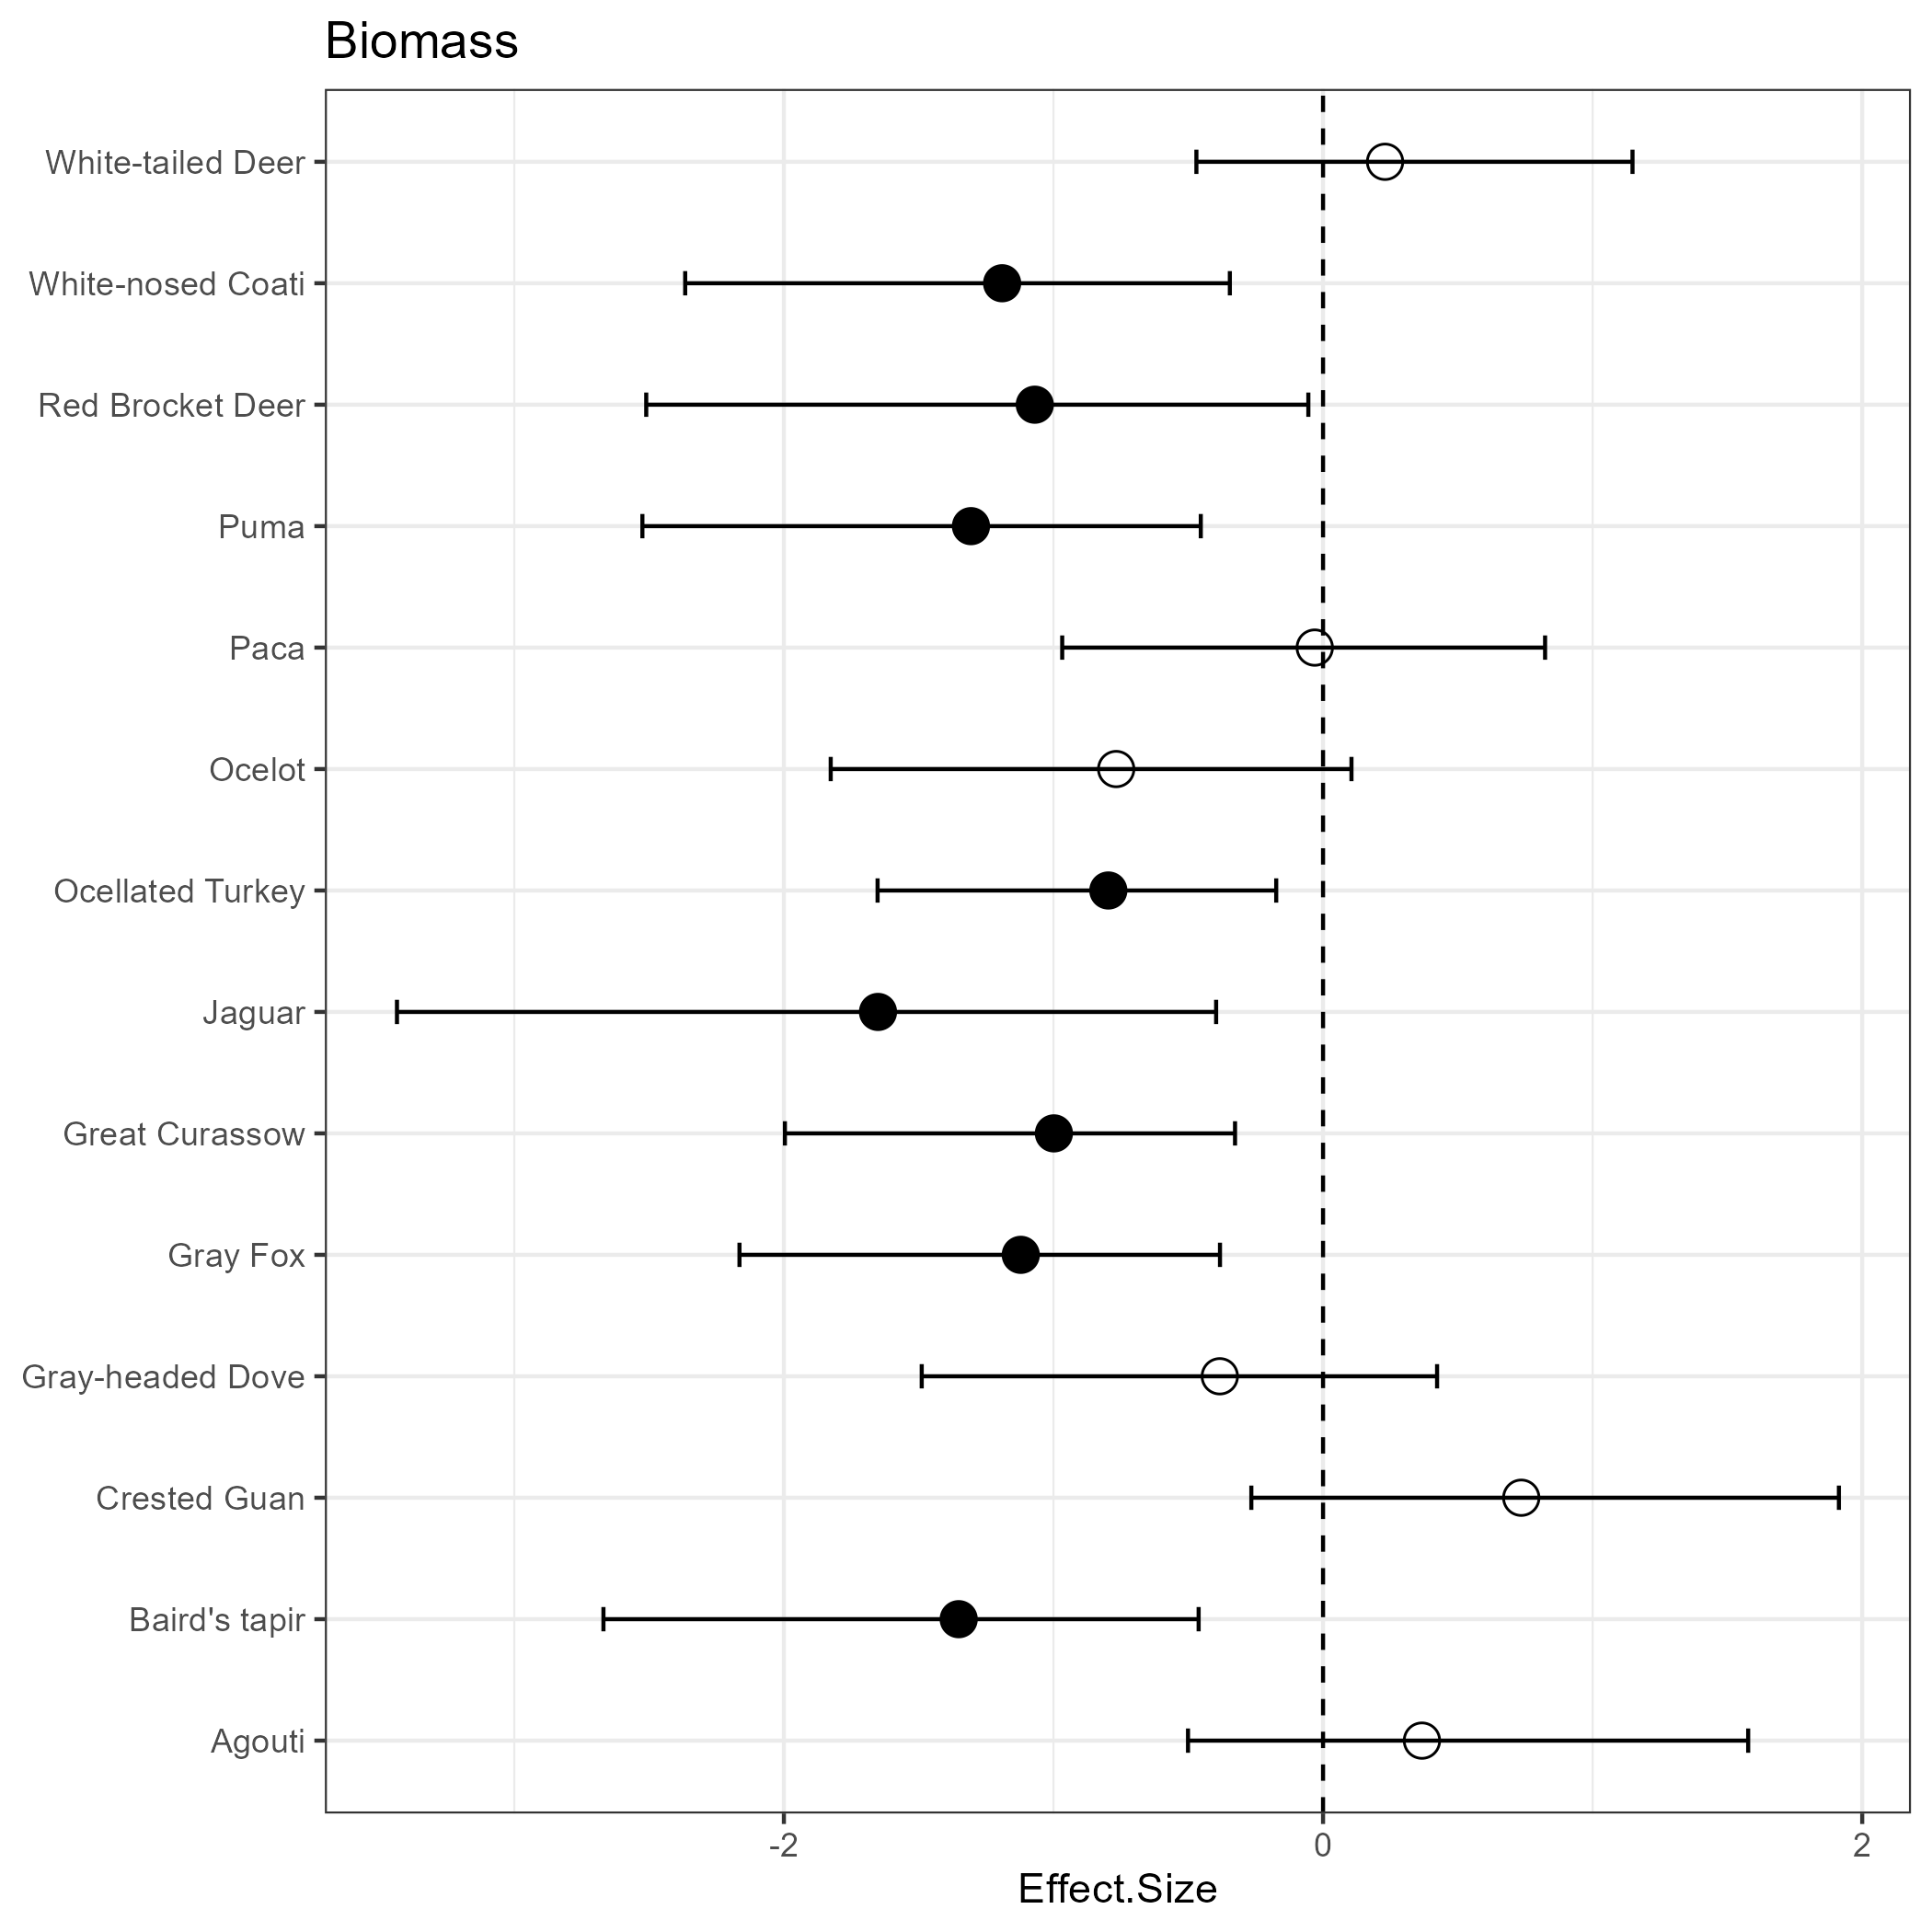 Biomass
White-tailed Deer
White-nosed Coati
Red Brocket Deer
Puma
Paca
Ocelot
Ocellated Turkey
Jaguar
Great Curassow
Gray Fox
Gray-headed Dove
Crested Guan
Baird's tapir
Agouti
-2 0 2
Effect.Size